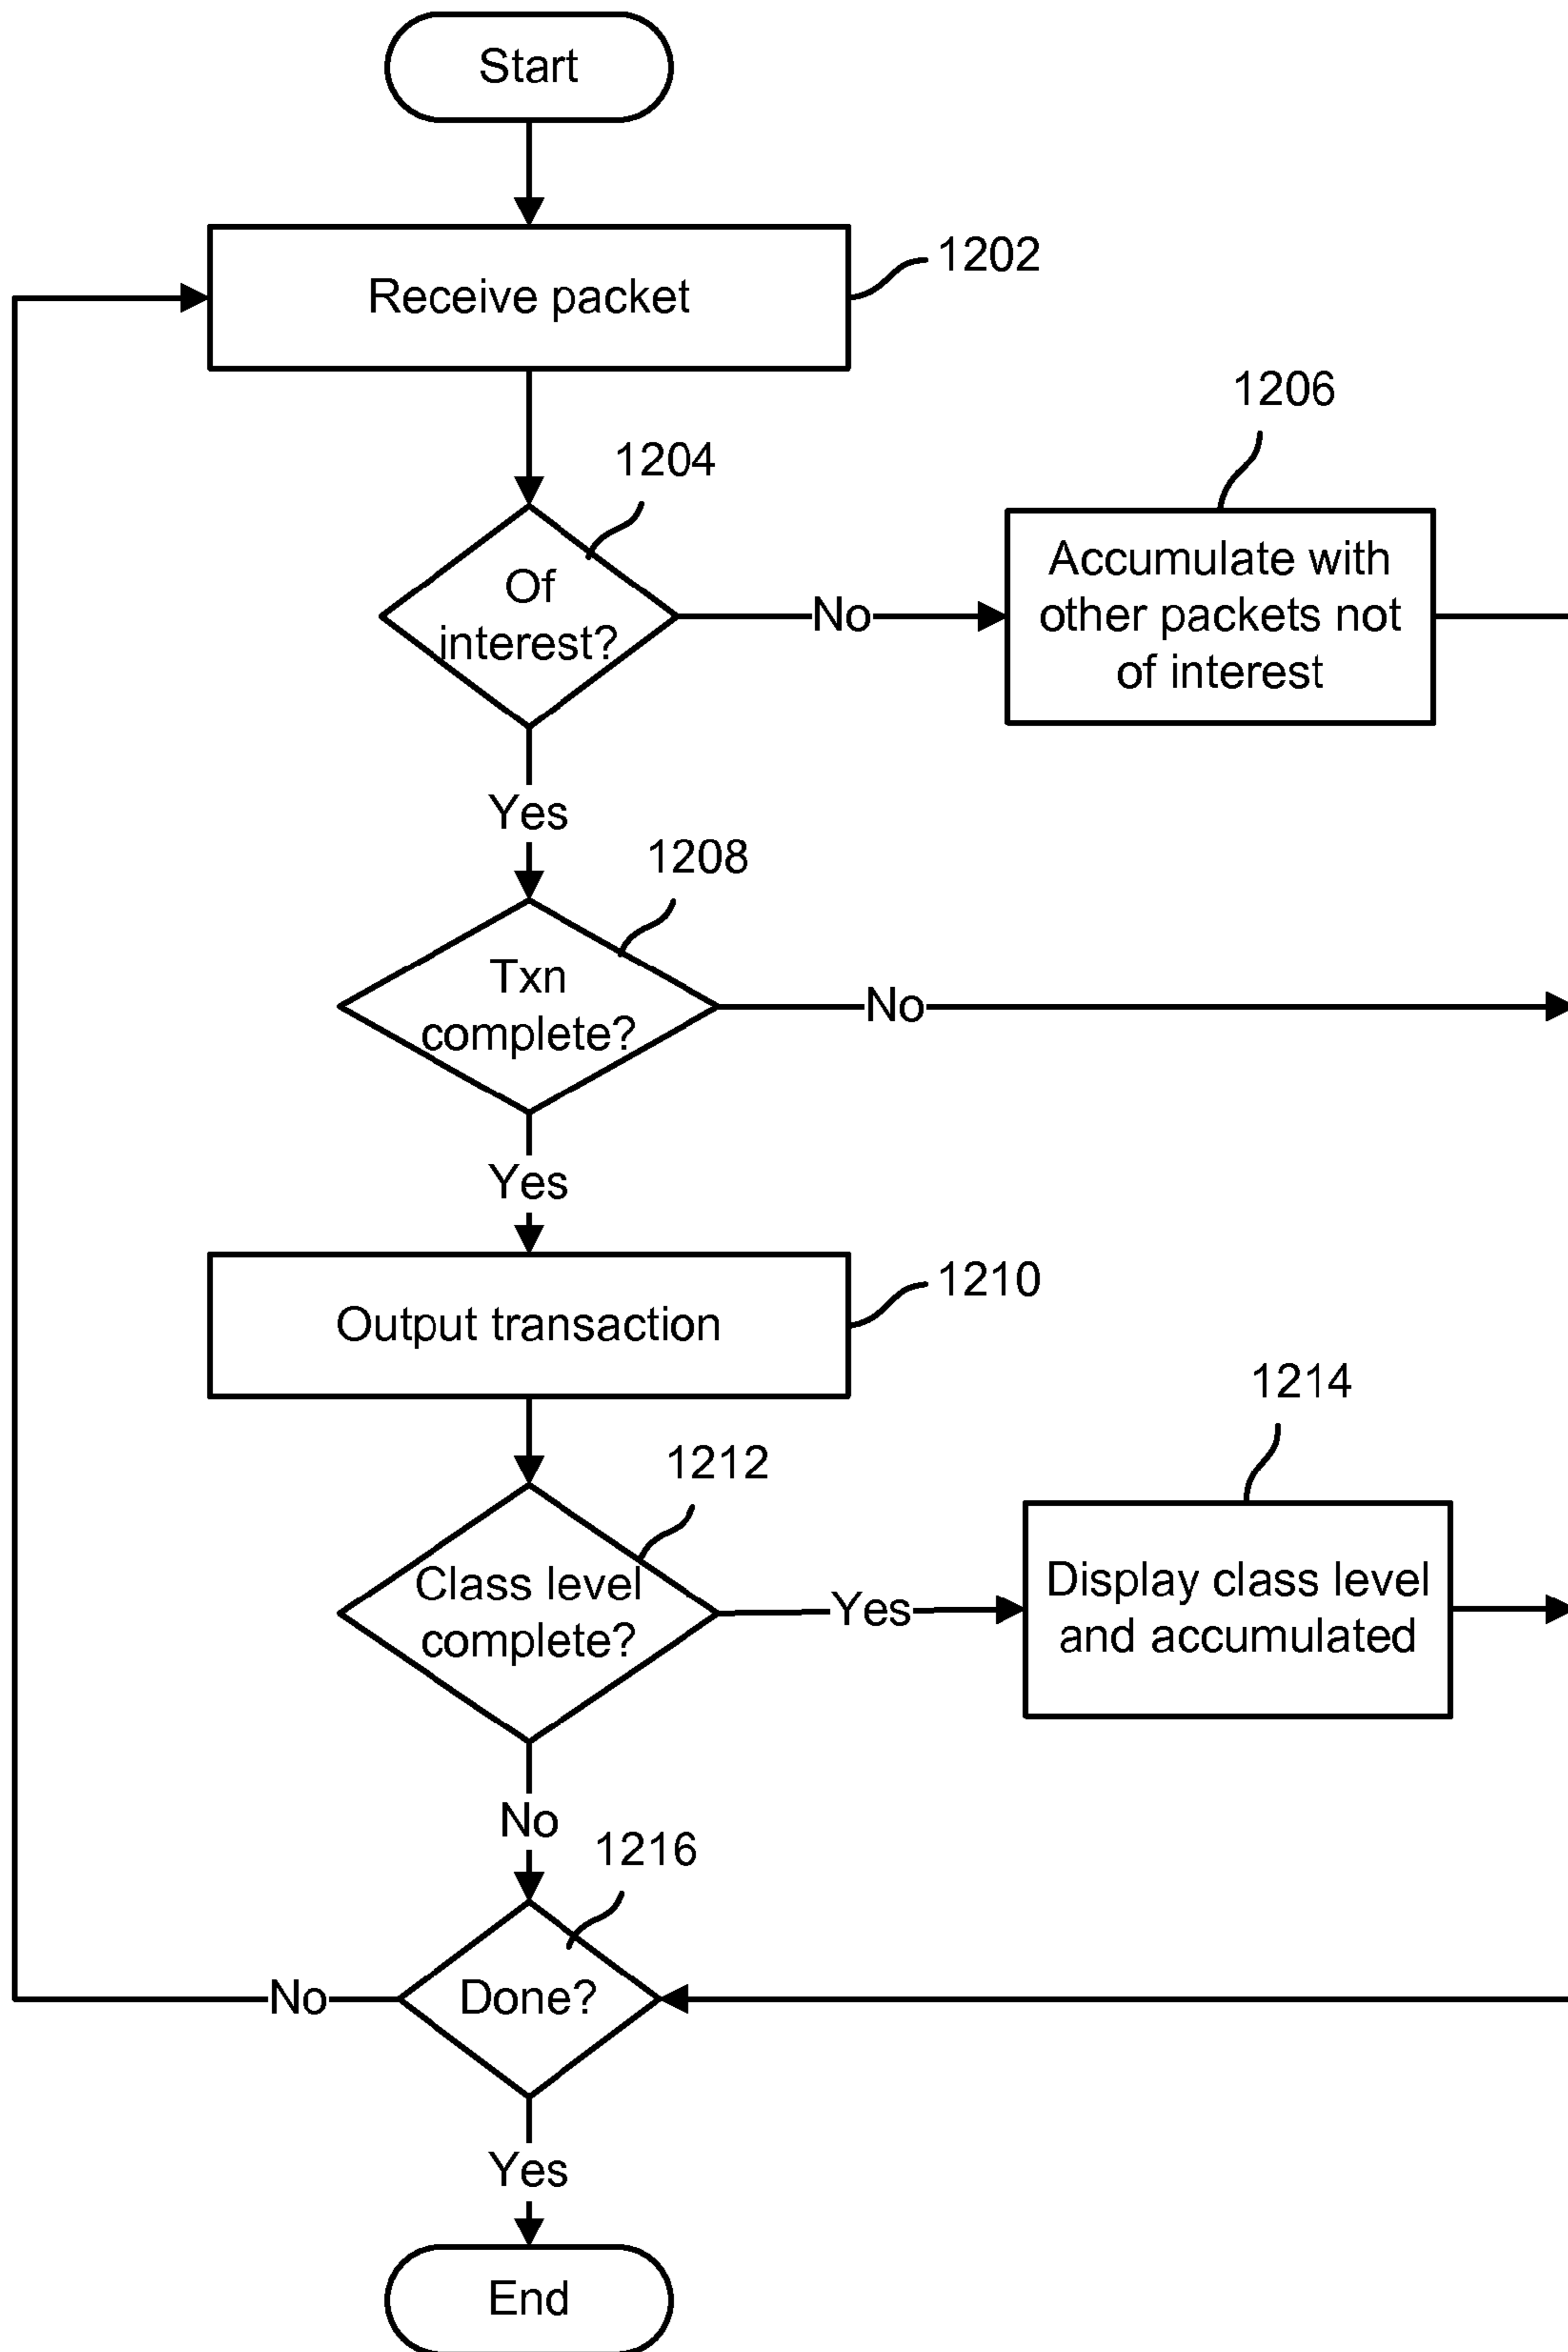 Start
Receive packet
1202
1204
Of
interest?
No
1206
Accumulate with
other packets not
of interest
Yes
1208
Txn
complete?
No
Yes
Output transaction
1210
1212
Class level
complete?
Yes
1214
Display class level
and accumulated
No
1216
Done?
No
Yes
End